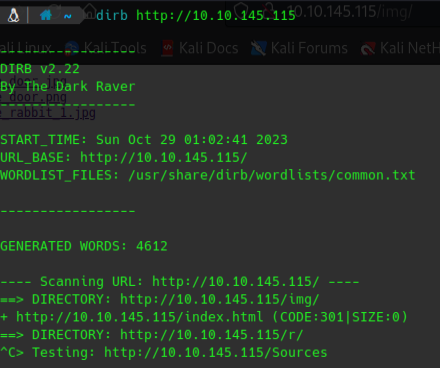 ~ dirb http://10.10.145.115
10.10.145.115/img/
ali Linux Kali Tools Kali Docs Kali Forums Kali NetH
-----------------
DIRB v2.22
By The Dark Raver
-----------------
door.png
rabbit_1.jpg
START_TIME: Sun Oct 29 01:02:41 2023
URL_BASE: http://10.10.145.115/
WORDLIST_FILES: /usr/share/dirb/wordlists/common.txt
-----------------
GENERATED WORDS: 4612
---- Scanning URL: http://10.10.145.115/ ----
==> DIRECTORY: http://10.10.145.115/img/
+ http://10.10.145.115/index.html (CODE:301|SIZE:0)
==> DIRECTORY: http://10.10.145.115/r/
^C> Testing: http://10.10.145.115/Sources